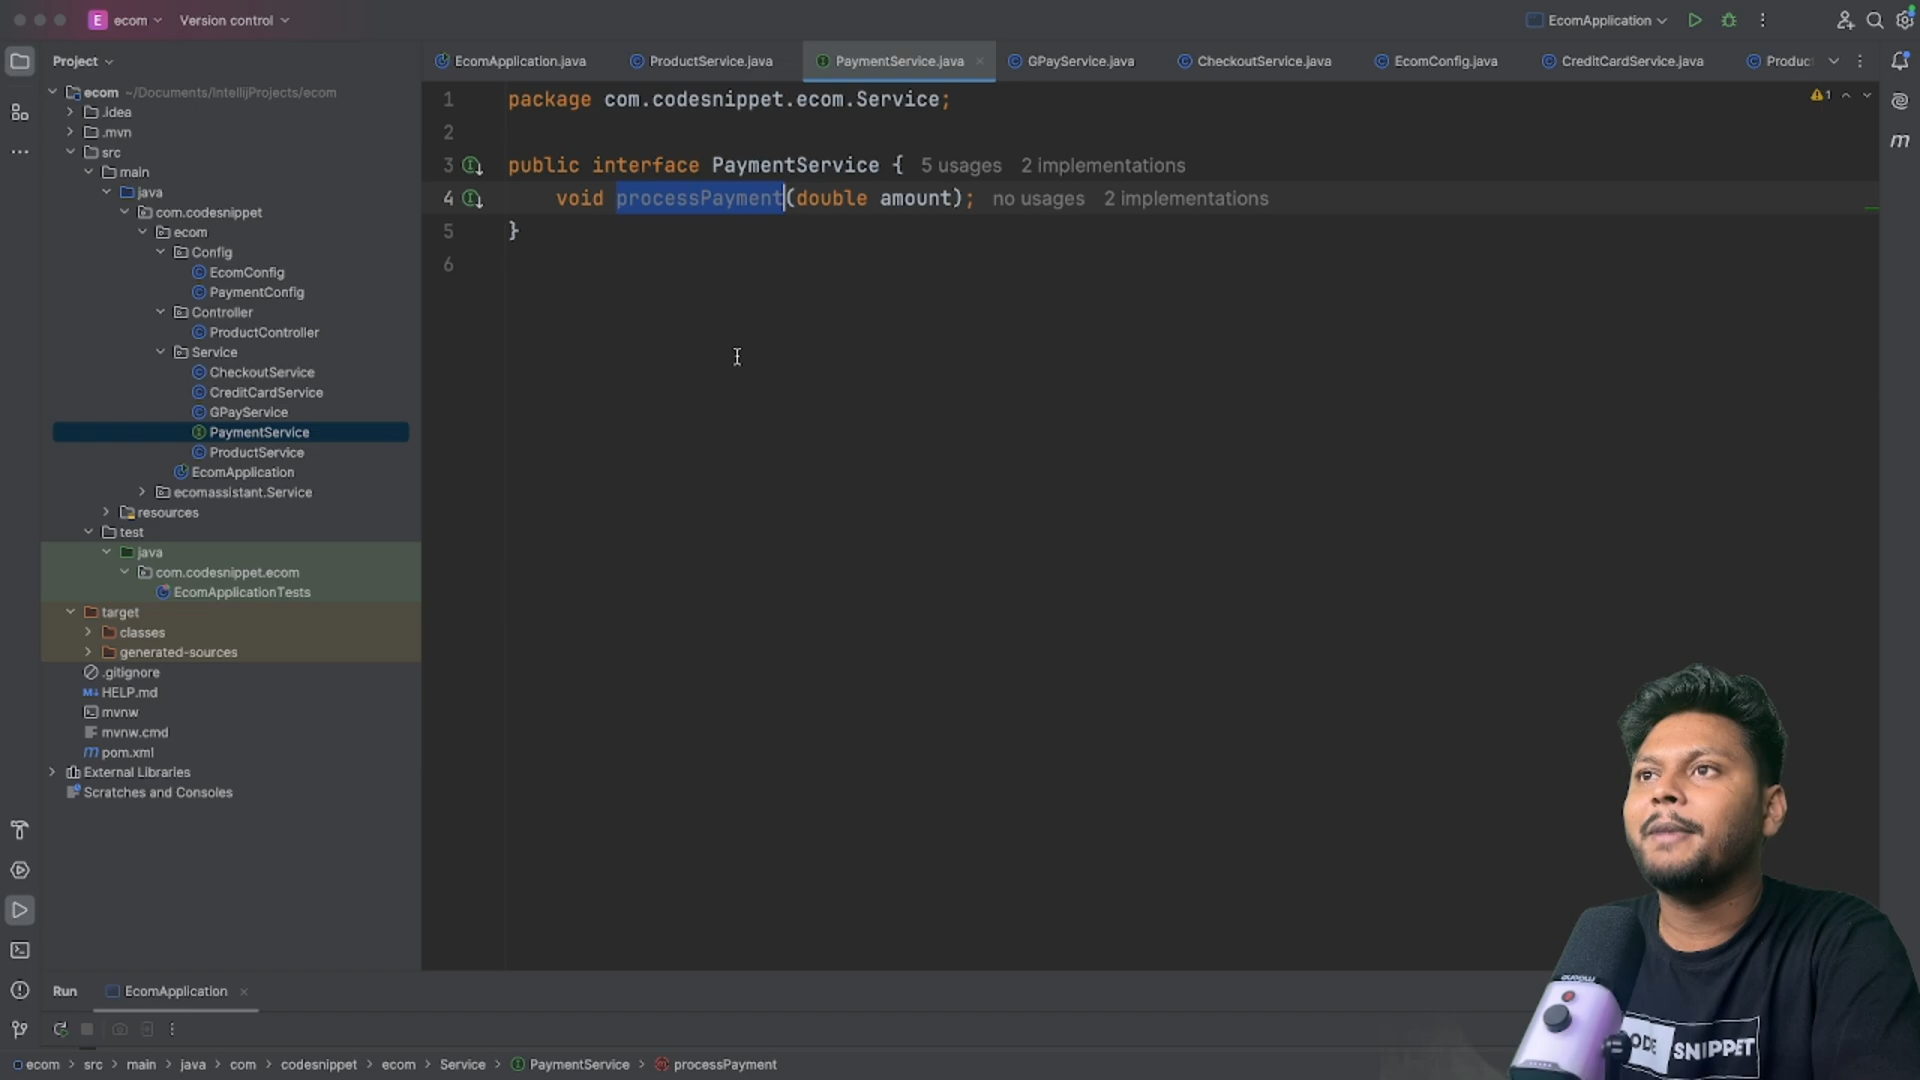 E ecom Version control EcomApplication
Project
EcomApplication.java ProductService.java PaymentService.java GPayService.java CheckoutService.java EcomConfig.java CreditCardService.java Produc
ecom ~/Documents/IntellijProjects/ecom
.idea
.mvn
src
main
java
com.codesnippet
ecom
Config
EcomConfig
PaymentConfig
Controller
ProductController
Service
CheckoutService
CreditCardService
GPayService
PaymentService
ProductService
EcomApplication
ecomassistant.Service
resources
test
java
com.codesnippet.ecom
EcomApplicationTests
target
classes
generated-sources
.gitignore
HELP.md
mvnw
mvnw.cmd
pom.xml
External Libraries
Scratches and Consoles
1 package com.codesnippet.ecom.Service;
2
3 public interface PaymentService { 5 usages 2 implementations
4 void processPayment(double amount); no usages 2 implementations
5 }
6
1
Run EcomApplication
ecom > src > main > java > com > codesnippet > ecom > Service > PaymentService > processPayment
SNIPPET